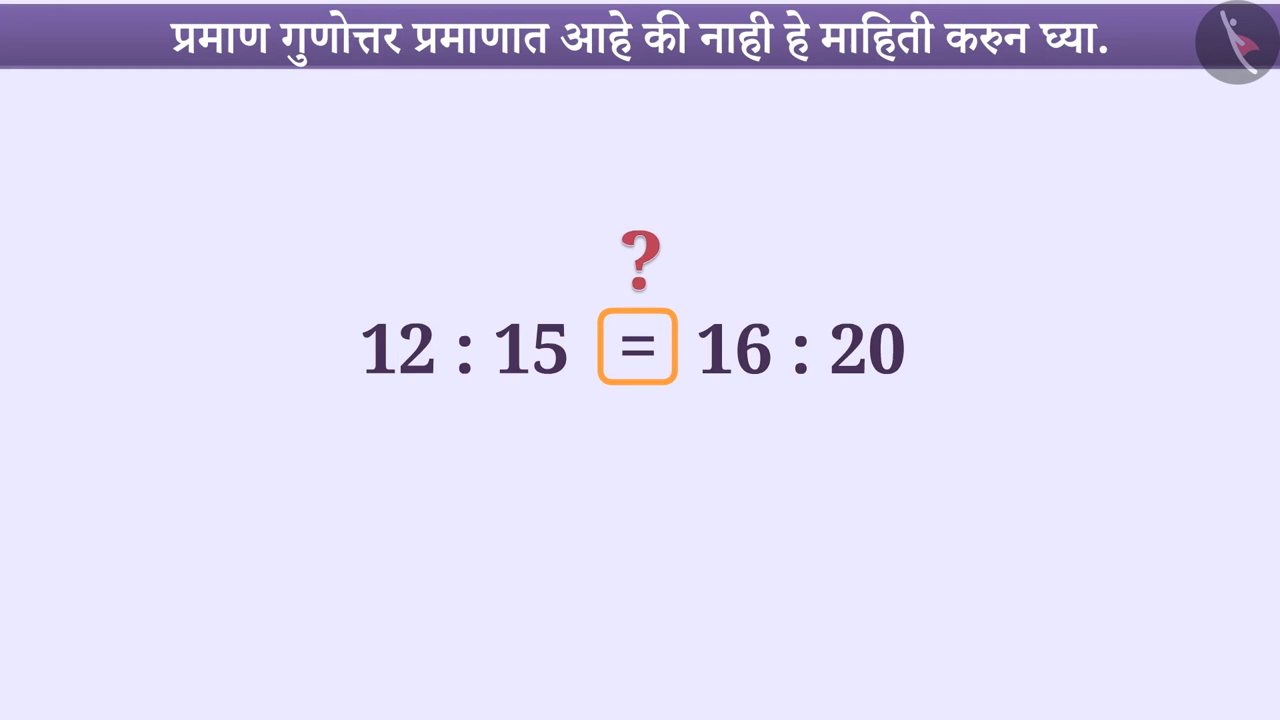 प्रमाण गुणोत्तर प्रमाणात आहे की नाही हे माहिती करुन घ्या.
?
12 : 15 = 16 : 20